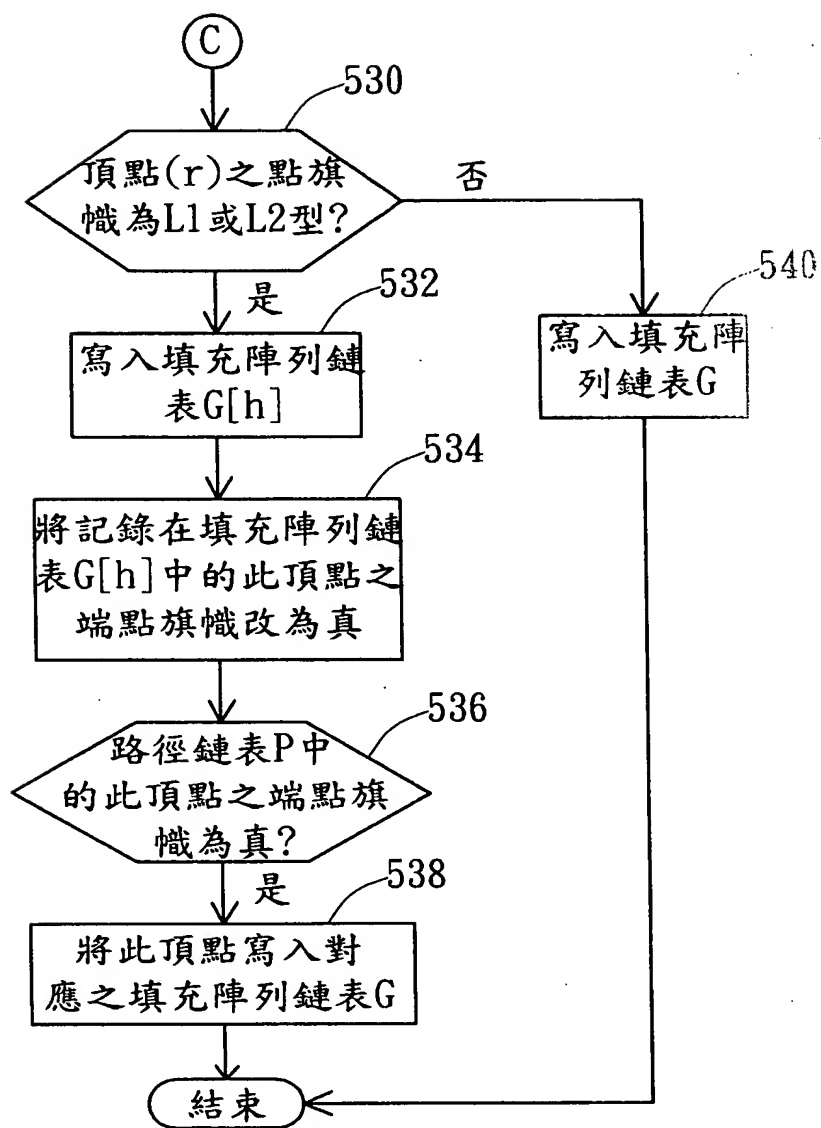 C
530
頂點(r)之點旗
幟為L1或L2型?
否
是
532
540
寫入填充陣列鏈
表G[h]
寫入填充陣
列鏈表G
534
將記錄在填充陣列鏈
表G[h]中的此頂點之
端點旗幟改為真
536
路徑鏈表P中
的此頂點之端點旗
幟為真?
是
538
將此頂點寫入對
應之填充陣列鏈表G
結束